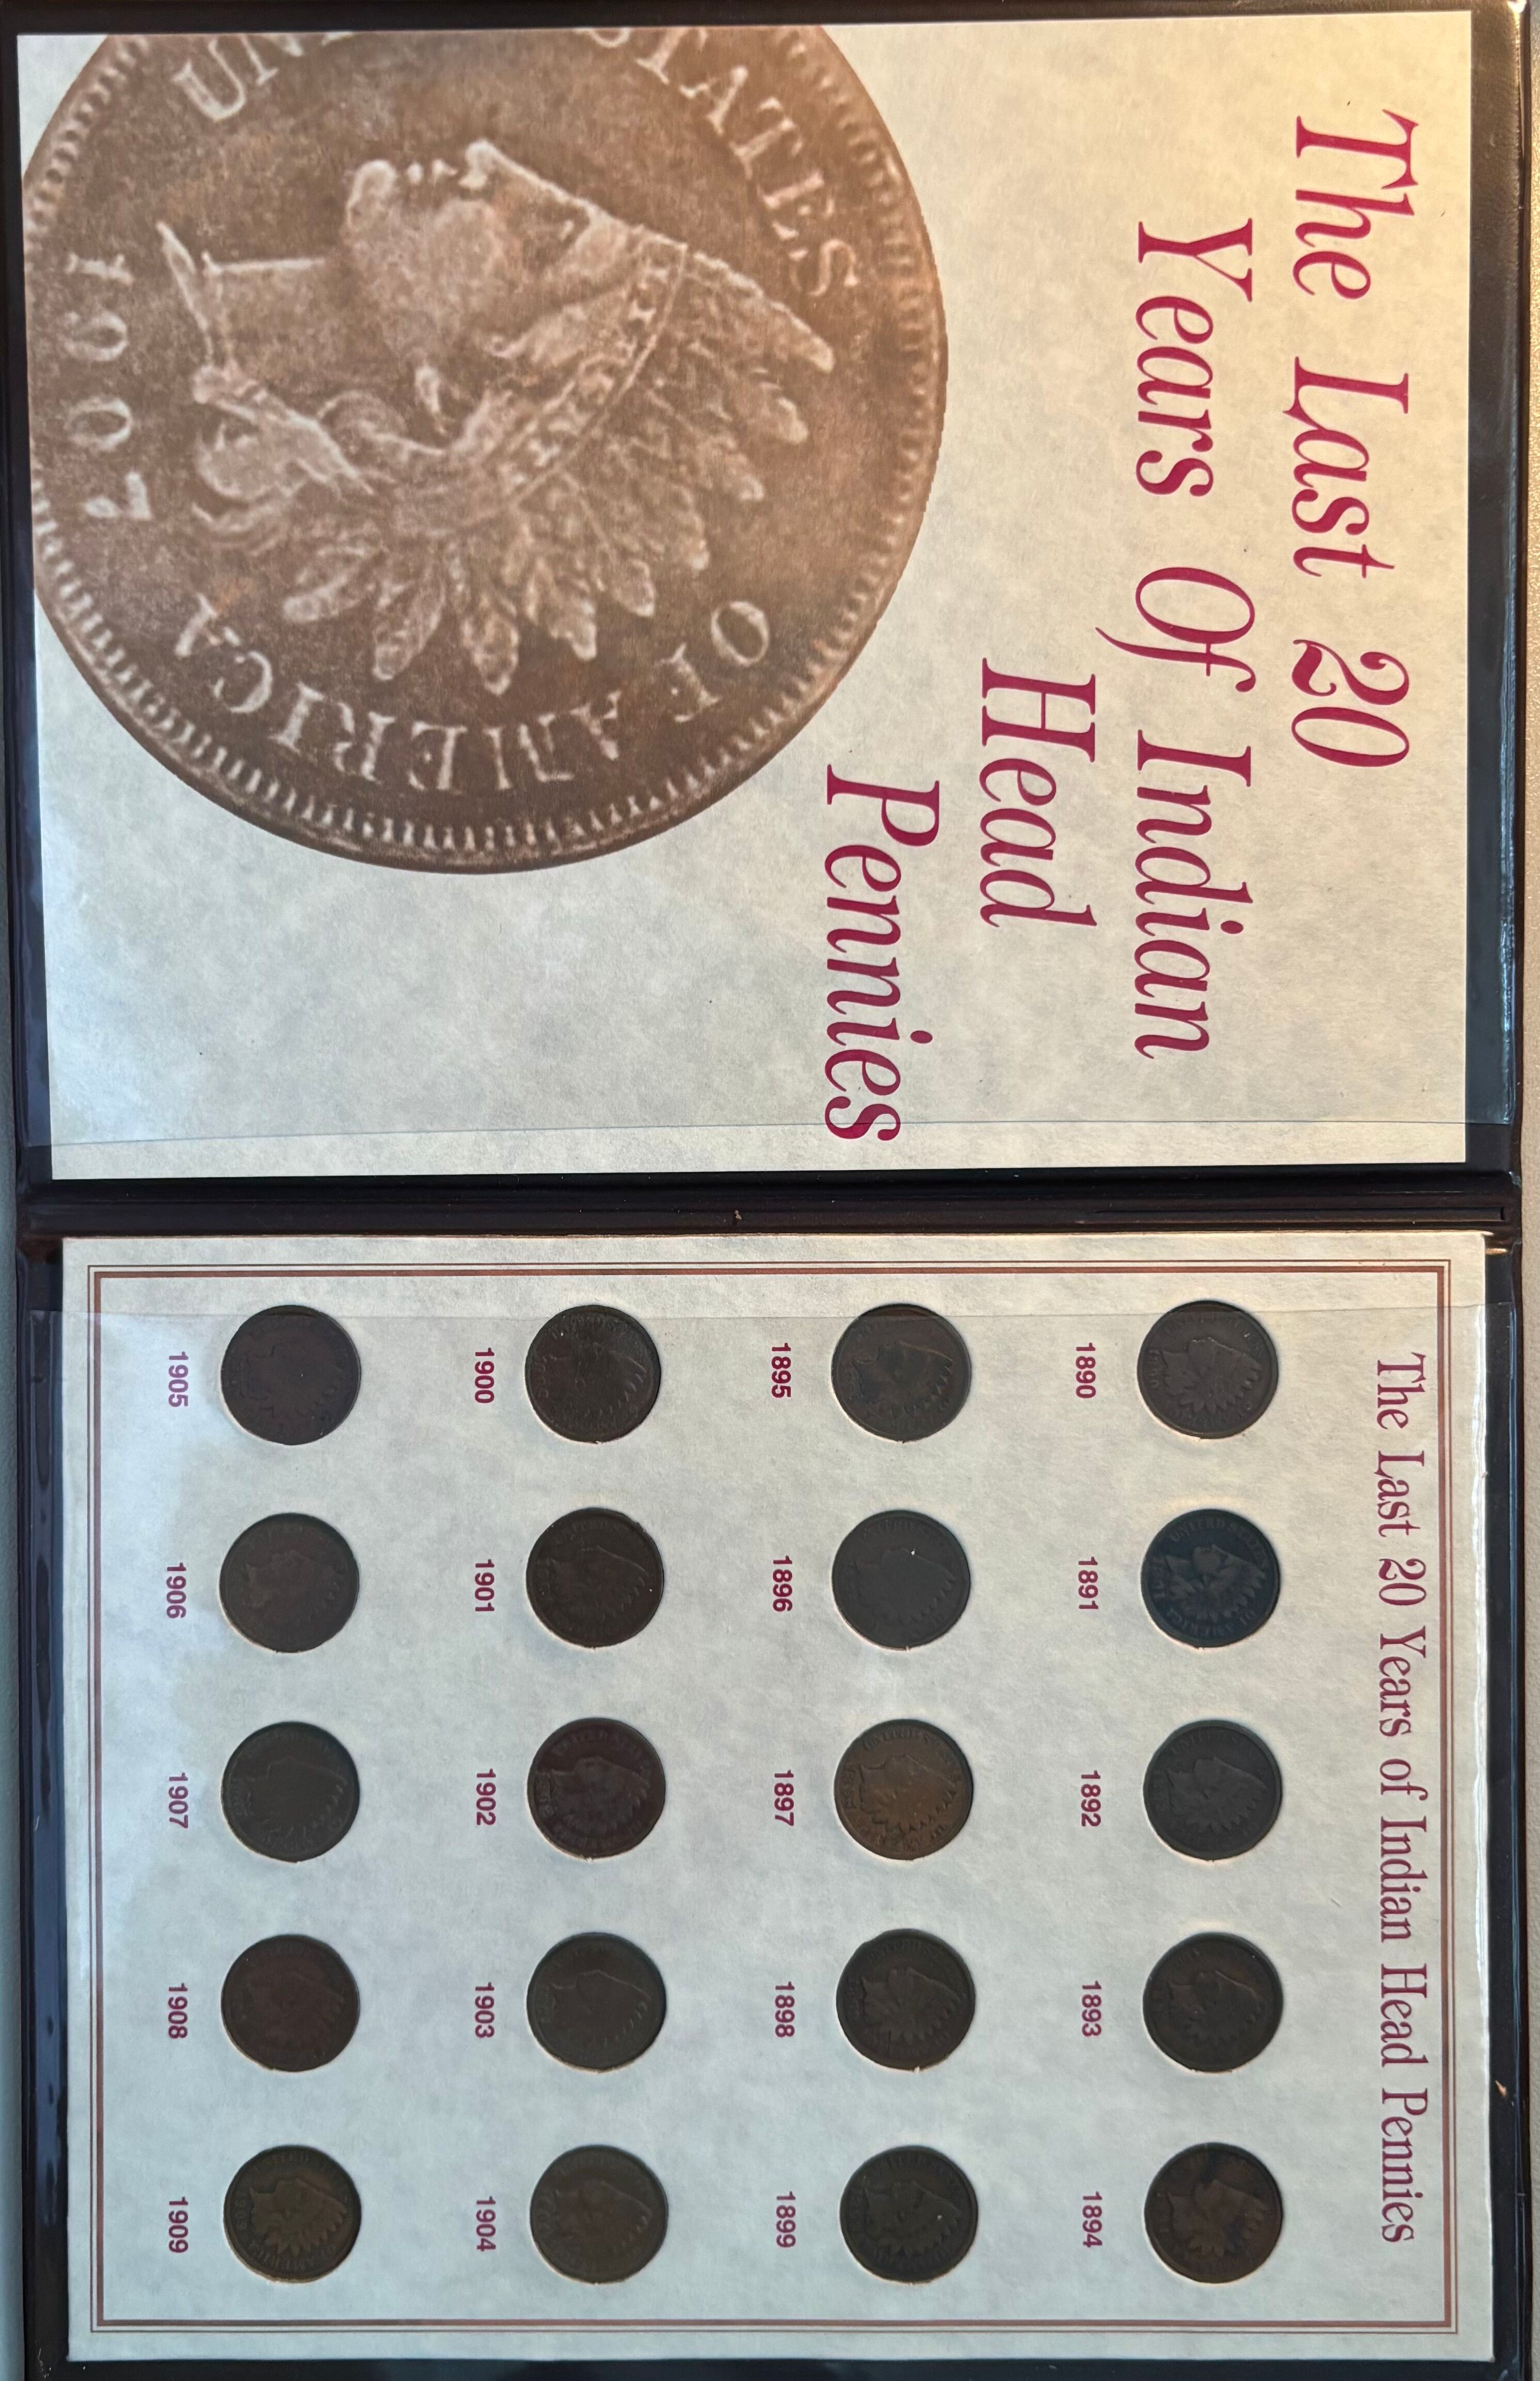 The Last 20
Years Of Indian
Head
Pennies
UN
STATES
OF AMERICA
1907
The Last 20 Years of Indian Head Pennies
1890 1891 1892 1893 1894
1895 1896 1897 1898 1899
1900 1901 1902 1903 1904
1905 1906 1907 1908 1909